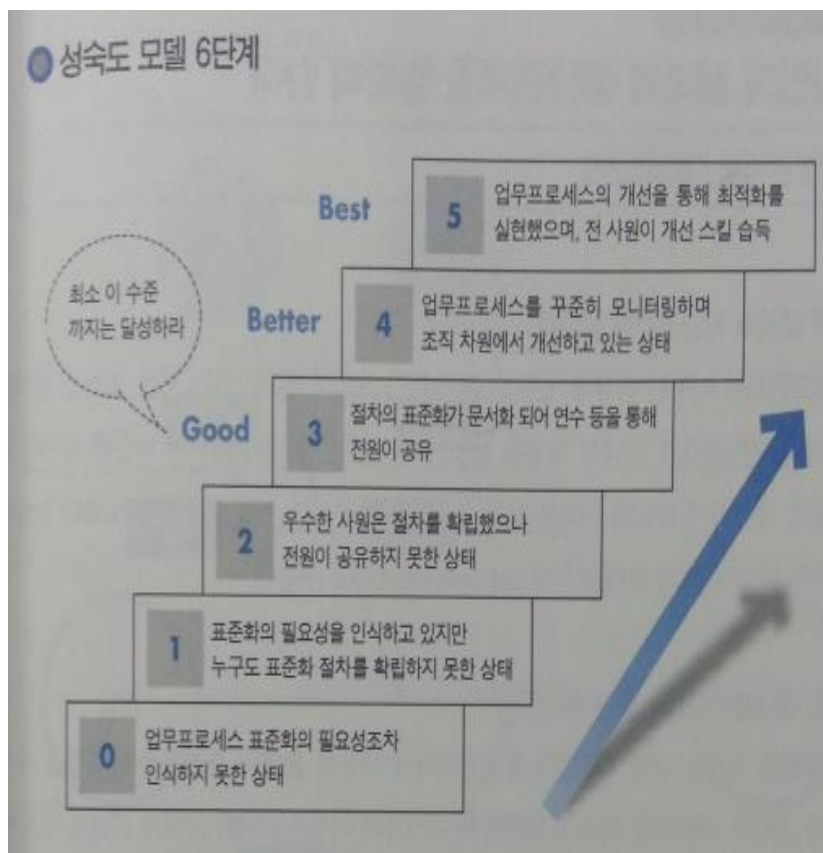 성숙도 모델 6단계
Best
5
업무프로세스의 개선을 통해 최적화를
실현했으며, 전 사원이 개선 스킬 습득
최소 이 수준
까지는 달성하라
Better
4
업무프로세스를 꾸준히 모니터링하며
조직 차원에서 개선하고 있는 상태
Good
3
절차의 표준화가 문서화 되어 연수 등을 통해
전원이 공유
2
우수한 사원은 절차를 확립했으나
전원이 공유하지 못한 상태
1
표준화의 필요성을 인식하고 있지만
누구도 표준화 절차를 확립하지 못한 상태
0
업무프로세스 표준화의 필요성조차
인식하지 못한 상태